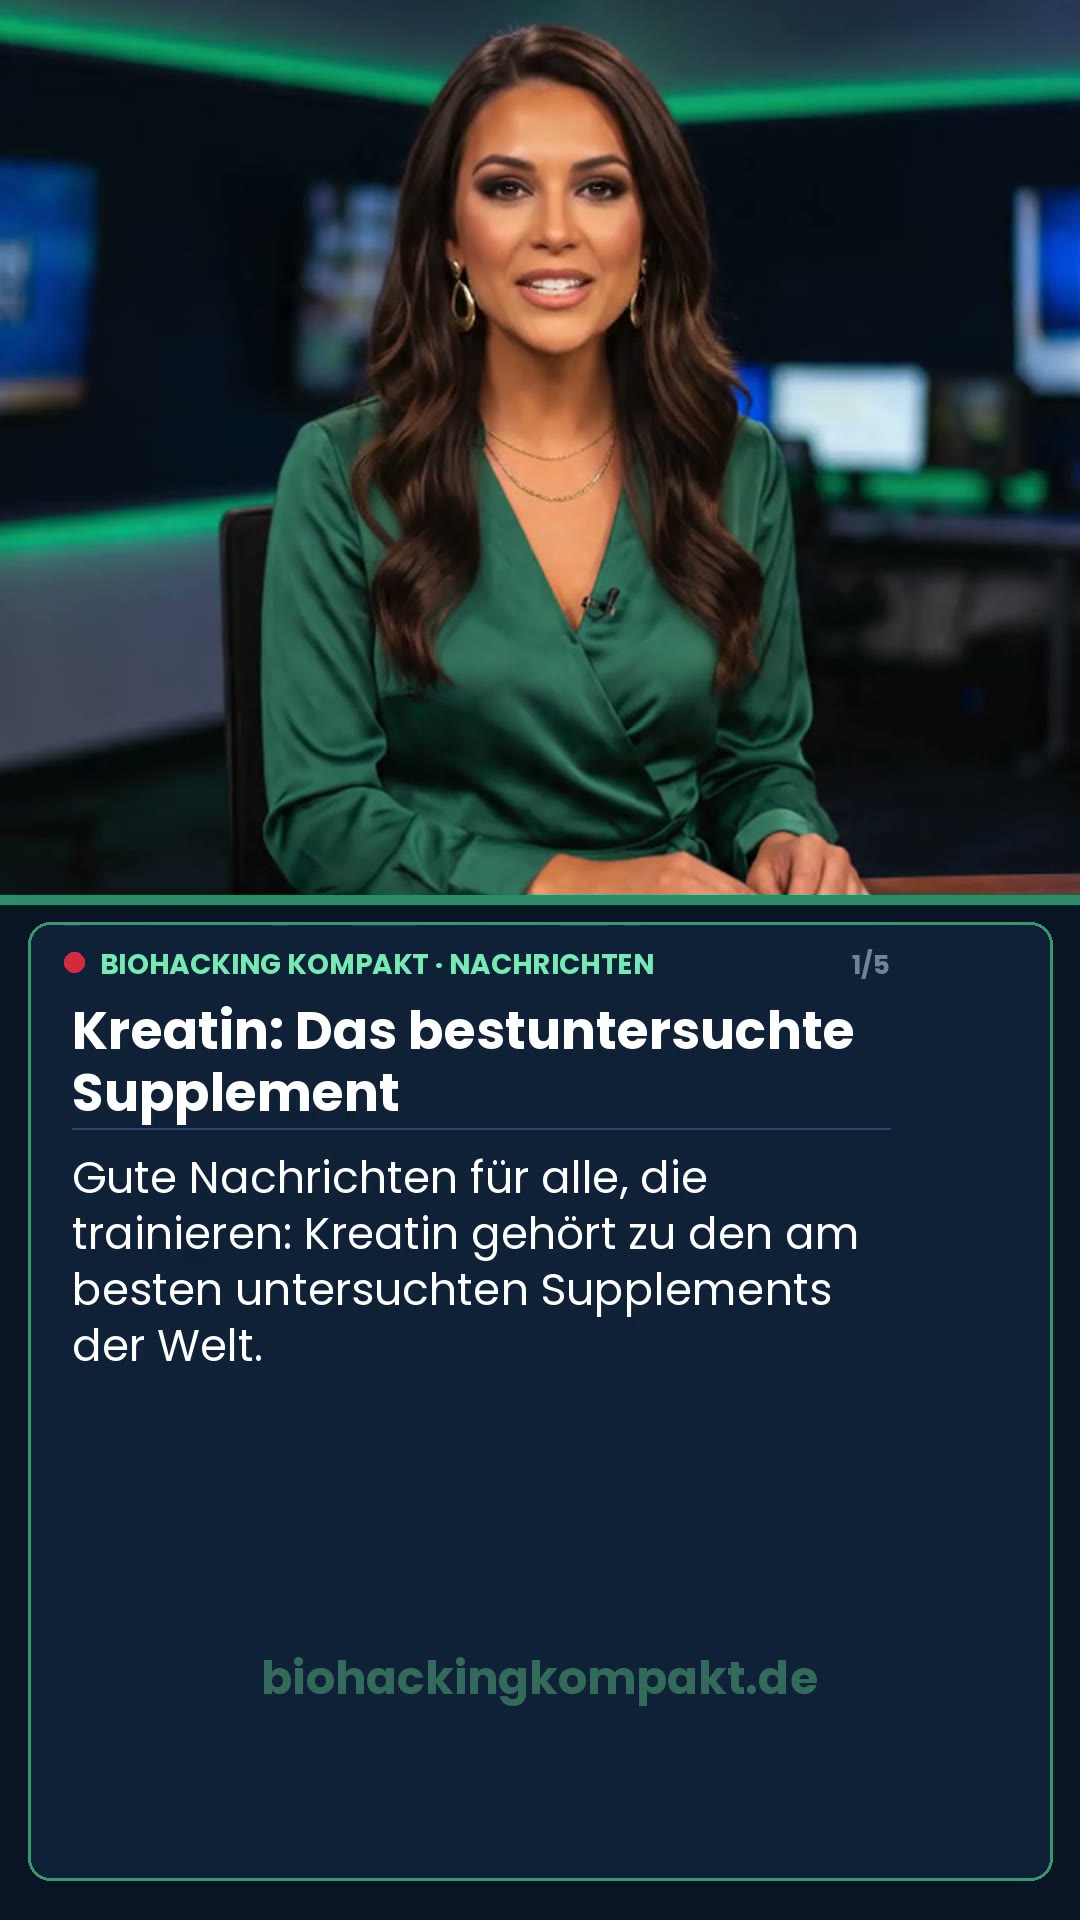 BIOHACKING KOMPAKT · NACHRICHTEN
1/5
Kreatin: Das bestuntersuchte
Supplement
Gute Nachrichten für alle, die
trainieren: Kreatin gehört zu den am
besten untersuchten Supplements
der Welt.
biohackingkompakt.de